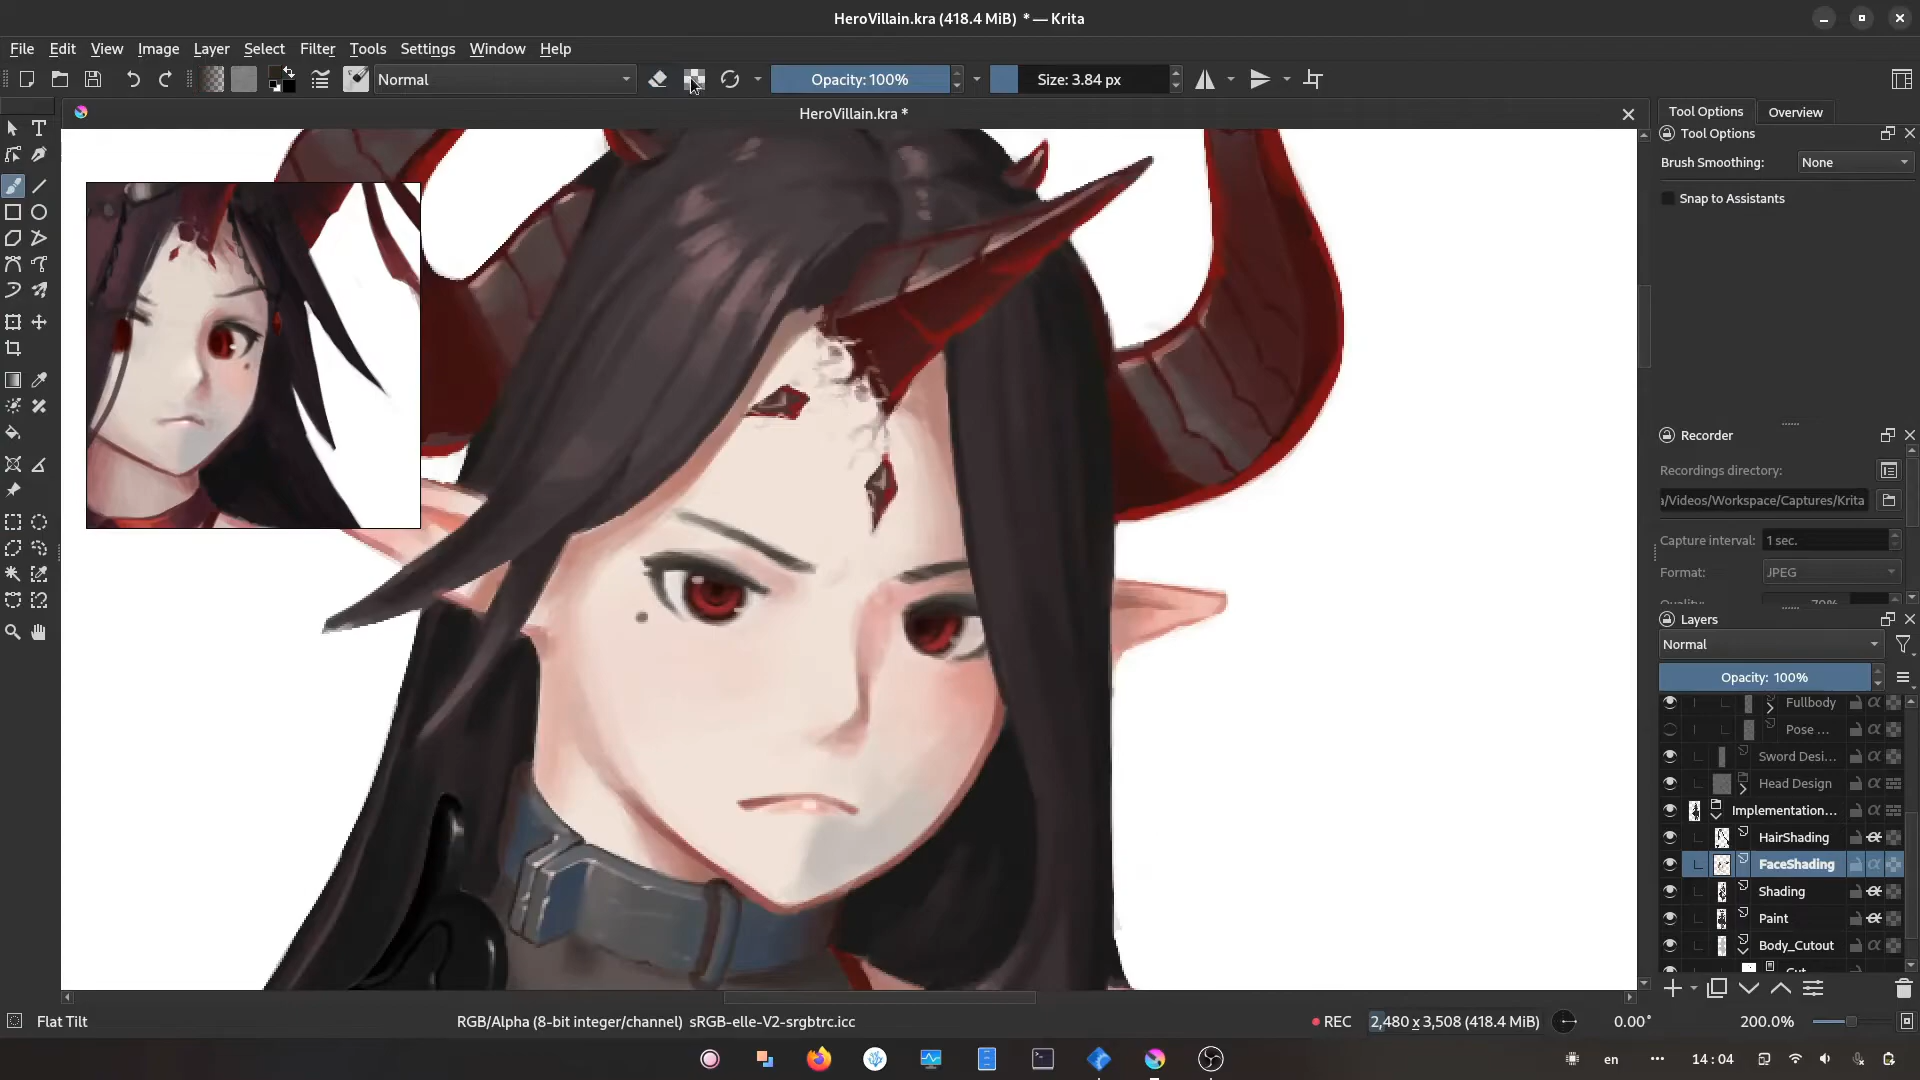 HeroVillain.kra (418.4 MiB) * — Krita
File Edit View Image Layer Select Filter Tools Settings Window Help
Normal
Opacity: 100%
Size: 3.84 px
HeroVillain.kra *
Tool Options Overview
Tool Options
Brush Smoothing: None
Snap to Assistants
Recorder
Recordings directory:
/Videos/Workspace/Captures/Krita
Capture interval: 1 sec.
Format: JPEG
Layers
Normal
Opacity: 100%
Fullbody
Pose ...
Sword Desi...
Head Design
Implementation...
HairShading
FaceShading
Shading
Paint
Body_Cutout
Flat Tilt
RGB/Alpha (8-bit integer/channel) sRGB-elle-V2-srgbtrc.icc
REC
2,480 x 3,508 (418.4 MiB)
0.00°
200.0%
en
14:04